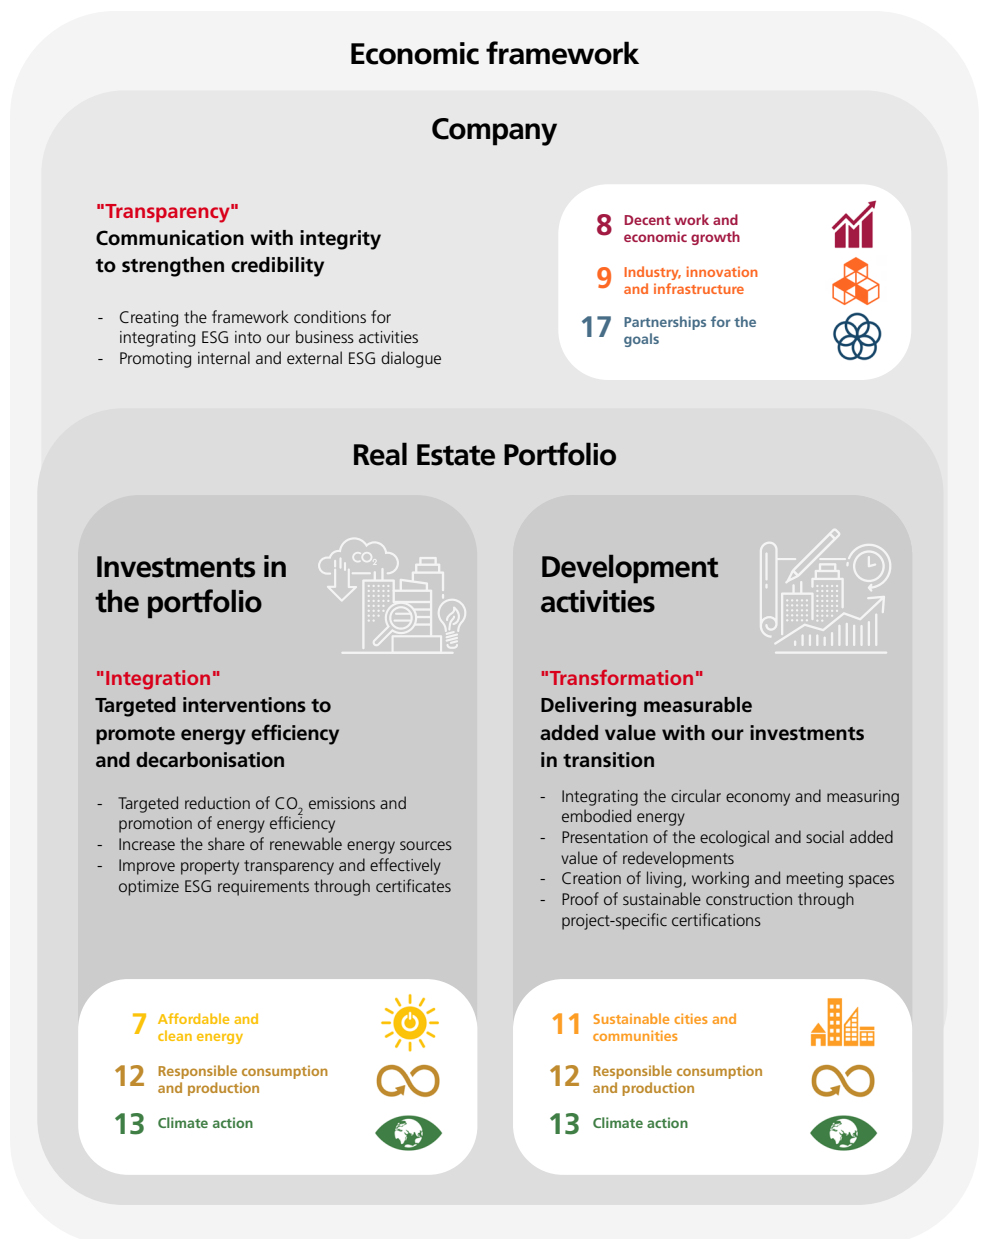 Economic framework
Company
"Transparency"
Communication with integrity
to strengthen credibility
- Creating the framework conditions for
integrating ESG into our business activities
- Promoting internal and external ESG dialogue
8 Decent work and
economic growth
9 Industry, innovation
and infrastructure
17 Partnerships for the
goals
Real Estate Portfolio
Investments in
the portfolio
CO2
"Integration"
Targeted interventions to
promote energy efficiency
and decarbonisation
- Targeted reduction of CO2 emissions and
promotion of energy efficiency
- Increase the share of renewable energy sources
- Improve property transparency and effectively
optimize ESG requirements through certificates
7 Affordable and
clean energy
12 Responsible consumption
and production
13 Climate action
Development
activities
"Transformation"
Delivering measurable
added value with our investments
in transition
- Integrating the circular economy and measuring
embodied energy
- Presentation of the ecological and social added
value of redevelopments
- Creation of living, working and meeting spaces
- Proof of sustainable construction through
project-specific certifications
11 Sustainable cities and
communities
12 Responsible consumption
and production
13 Climate action